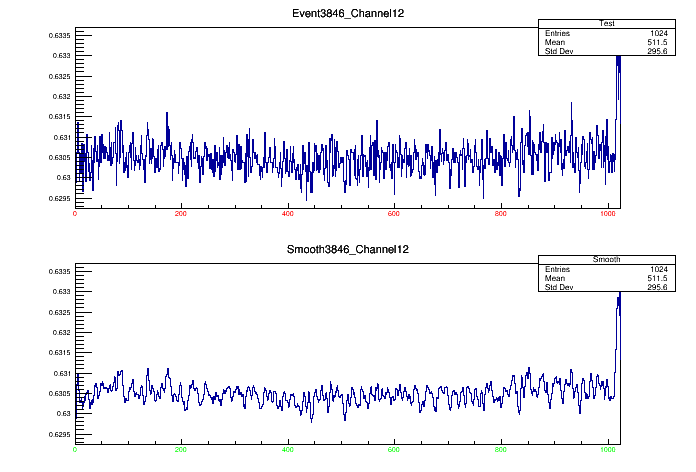 Event3846_Channel12
Test
Entries 1024
Mean 511.5
Std Dev 295.6
0.6335
0.633
0.6325
0.632
0.6315
0.631
0.6305
0.63
0.6295
0 200 400 600 800 1000
Smooth3846_Channel12
Smooth
Entries 1024
Mean 511.5
Std Dev 295.6
0.6335
0.633
0.6325
0.632
0.6315
0.631
0.6305
0.63
0.6295
0 200 400 600 800 1000